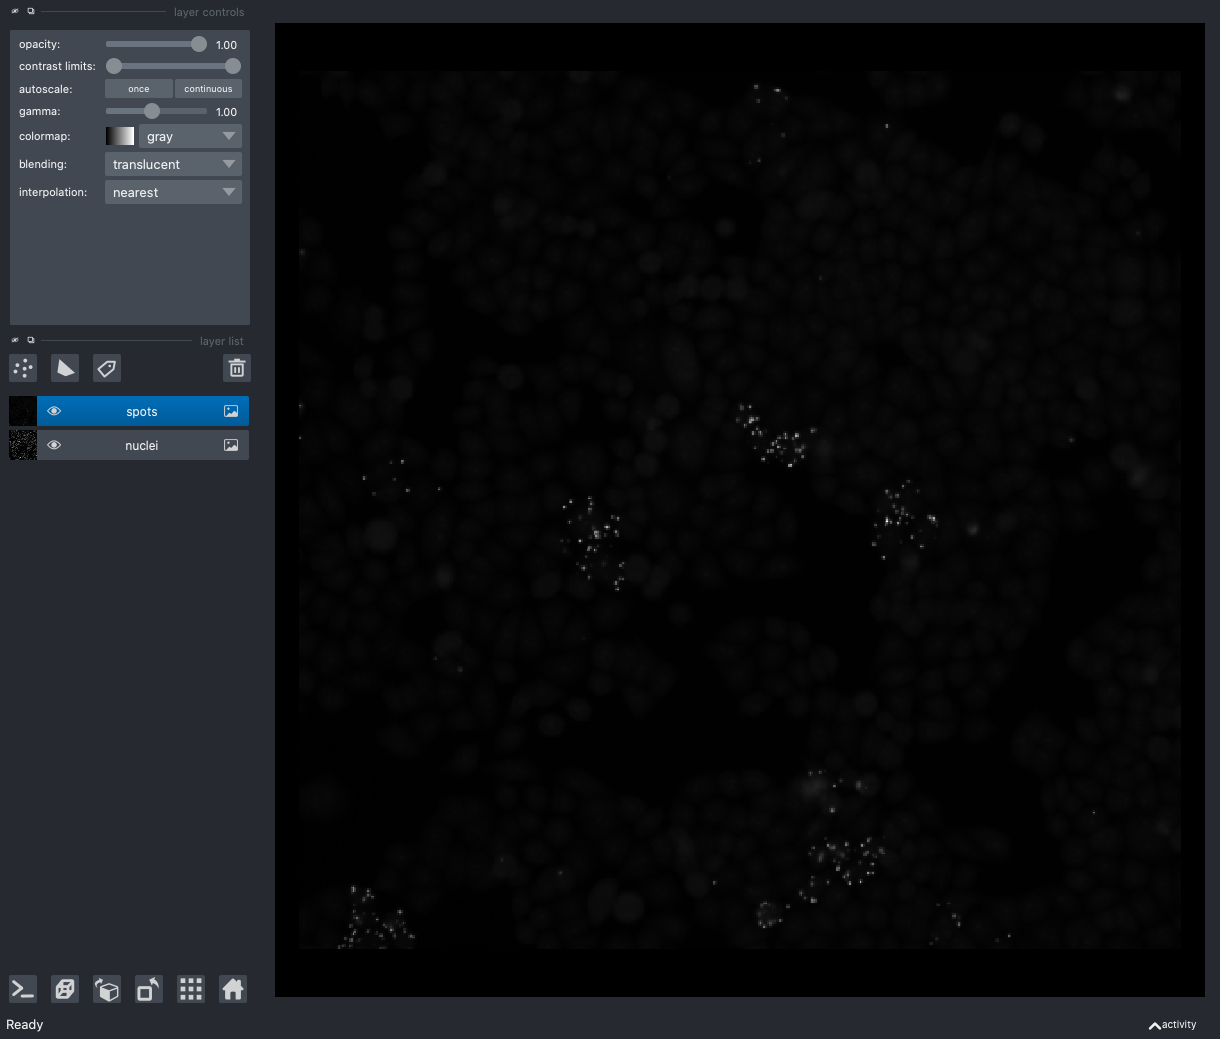 layer controls
opacity: 1.00
contrast limits:
autoscale: once continuous
gamma: 1.00
colormap: gray
blending: translucent
interpolation: nearest
layer list
spots
nuclei
Ready
activity